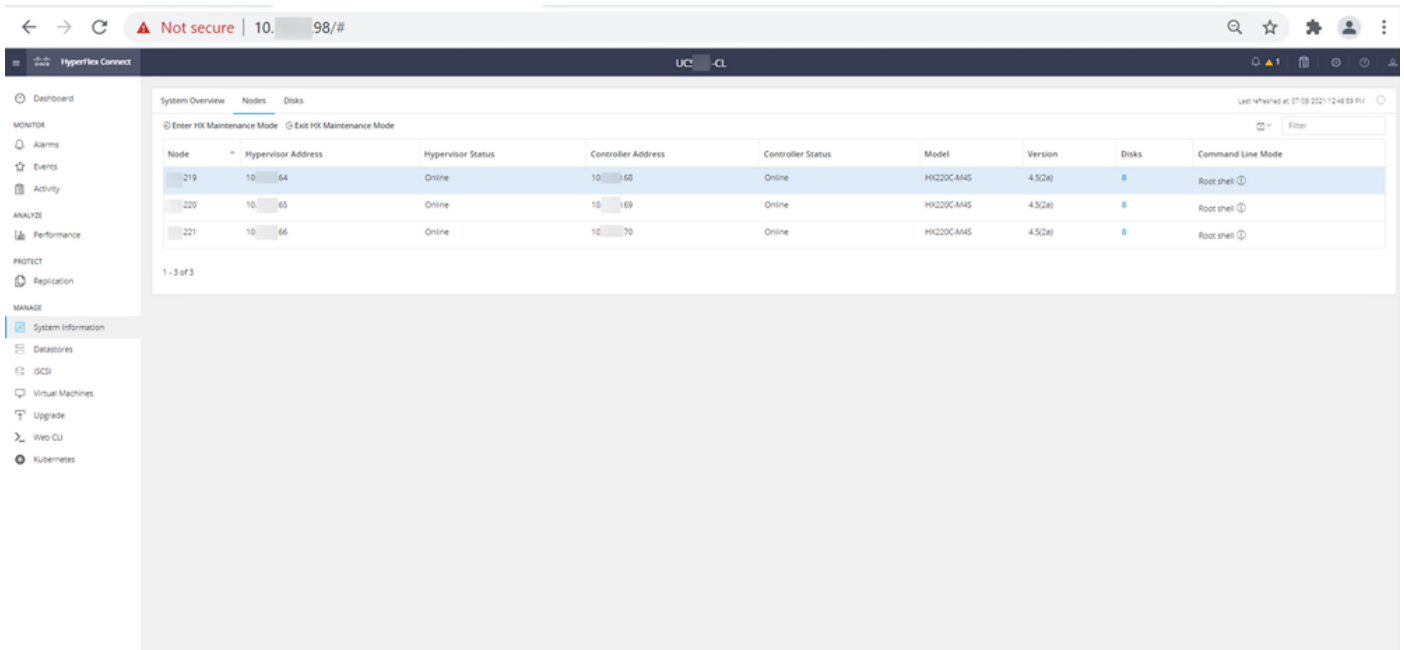 Not secure | 10. .98/#
HyperFlex Connect UCS -CL 1
Dashboard
MONITOR
Alarms
Events
Activity
ANALYZE
Performance
PROTECT
Replication
MANAGE
System Information
Datastores
iSCSI
Virtual Machines
Upgrade
Web CLI
Kubernetes
System Overview Nodes Disks Last refreshed at: 07-08-2021 12:46:53 PM
Enter HX Maintenance Mode Exit HX Maintenance Mode Filter
Node Hypervisor Address Hypervisor Status Controller Address Controller Status Model Version Disks Command Line Mode
219 10 64 Online 10 .68 Online HX220C-M4S 4.5(2a) 8 Root shell
220 10. 65 Online 10 .69 Online HX220C-M4S 4.5(2a) 8 Root shell
221 10 66 Online 10 70 Online HX220C-M4S 4.5(2a) 8 Root shell
1 - 3 of 3